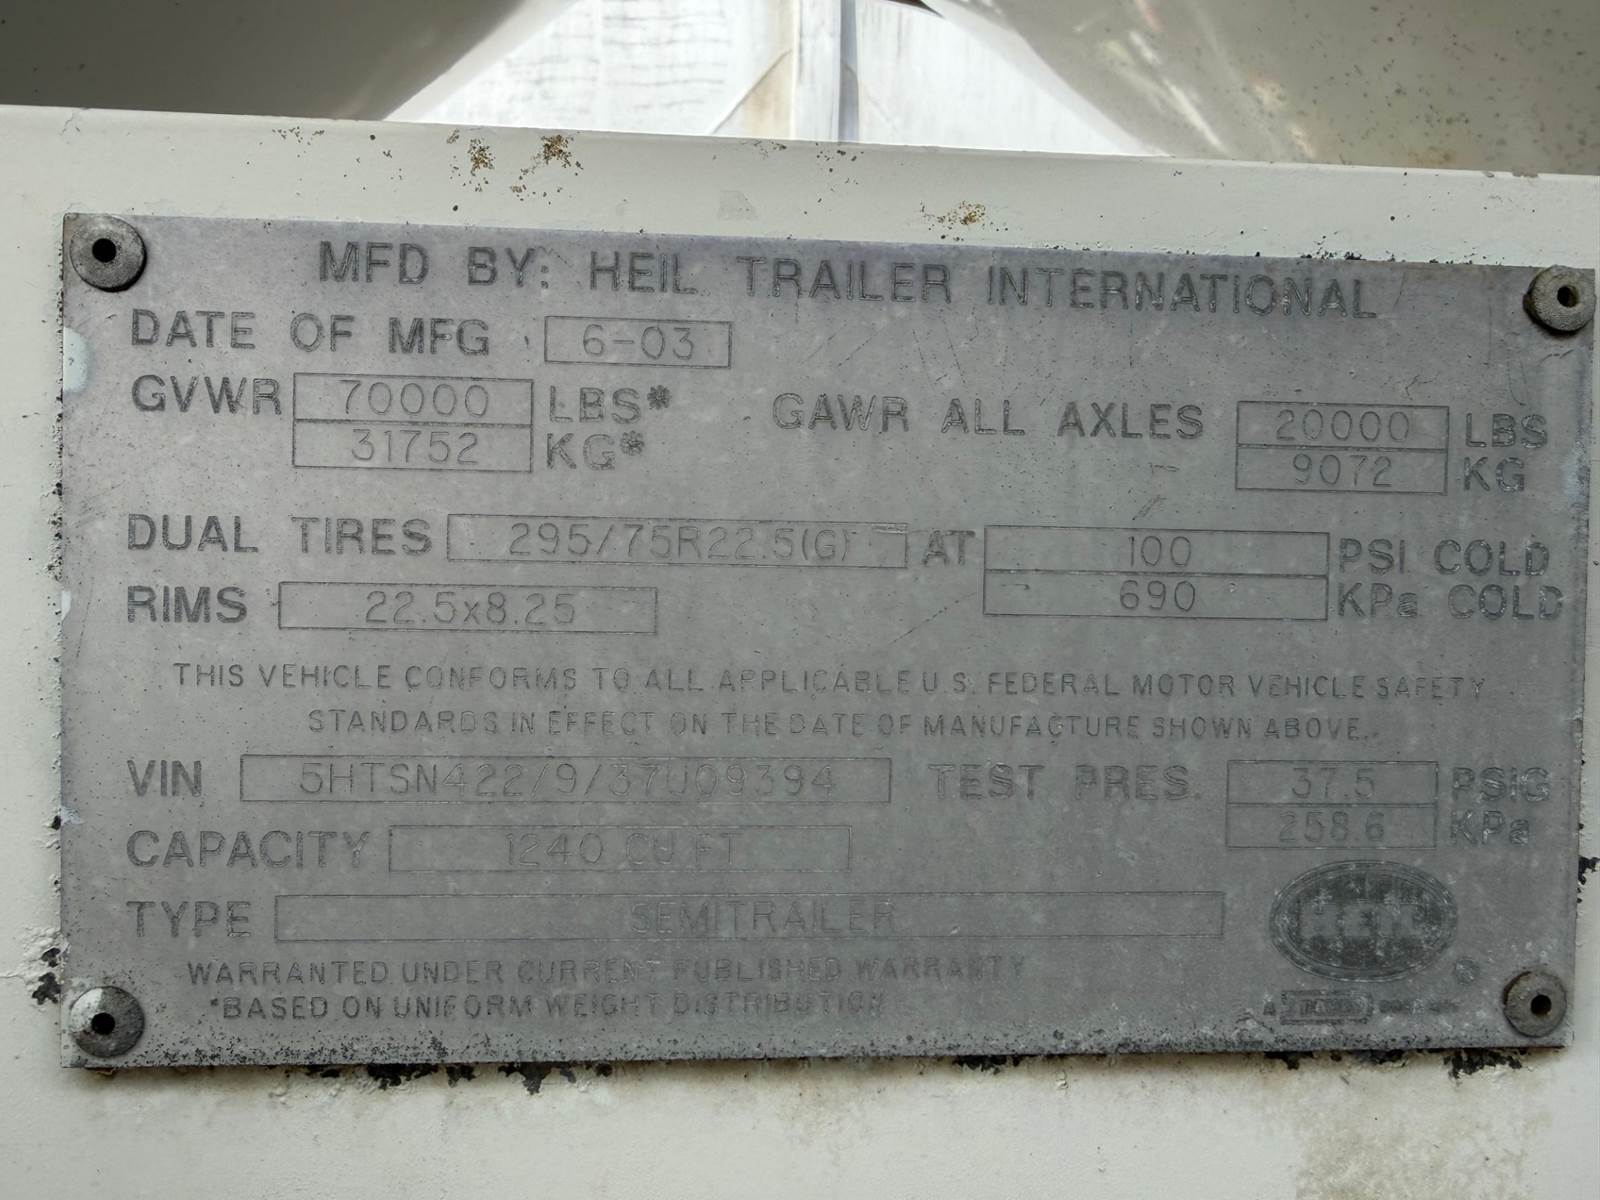 MFD BY: HEIL TRAILER INTERNATIONAL
DATE OF MFG 6-03
GVWR 70000 LBS* GAWR ALL AXLES 20000 LBS
31752 KG* 9072 KG
DUAL TIRES 295/75R22.5(G) AT 100 PSI COLD
RIMS 22.5x8.25 690 KPa COLD
THIS VEHICLE CONFORMS TO ALL APPLICABLE U.S. FEDERAL MOTOR VEHICLE SAFETY
STANDARDS IN EFFECT ON THE DATE OF MANUFACTURE SHOWN ABOVE.
VIN 5HTSN422/9/37U09394 TEST PRES. 37.5 PSIG
258.6 KPa
CAPACITY 1240 CU.FT.
TYPE SEMITRAILER
HEIL
WARRANTED UNDER CURRENT PUBLISHED WARRANTY
*BASED ON UNIFORM WEIGHT DISTRIBUTION
A